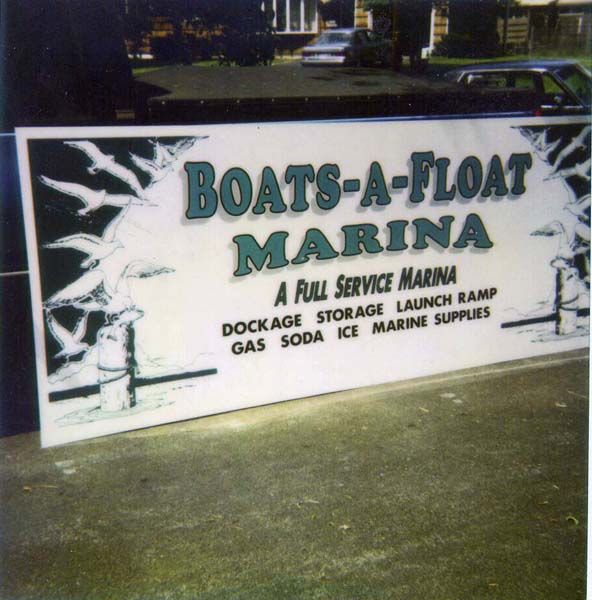 BOATS-A-FLOAT
MARINA
A FULL SERVICE MARINA
DOCKAGE STORAGE LAUNCH RAMP
GAS SODA ICE MARINE SUPPLIES